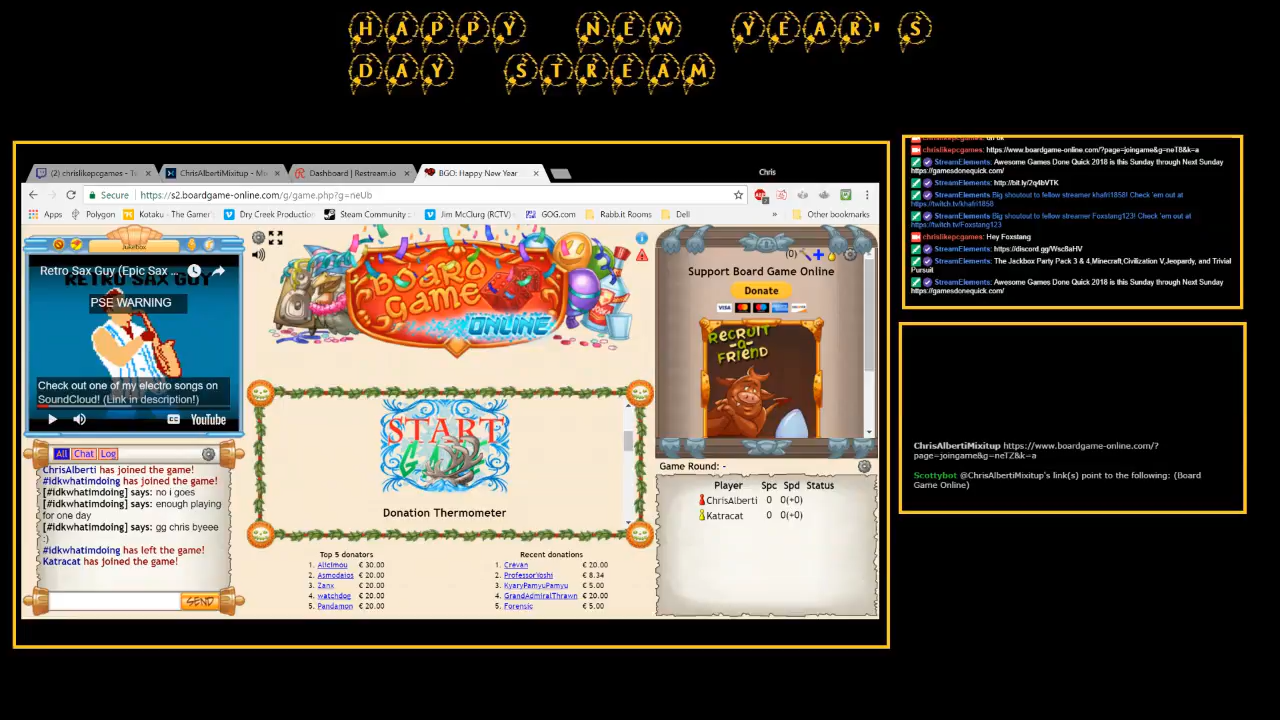 HAPPY NEW YEAR'S
DAY STREAM
Chris
(2) chrislikepcgames - Te
ChrisAlbertiMixitup - Mi
Dashboard | Restream.io
BGO: Happy New Year
Secure
https://s2.boardgame-online.com/g/game.php?g=neUb
Apps
Polygon
Kotaku - The Gamer'
Dry Creek Production
Steam Community :
Jim McClurg (RCTV)
GOG.com
Rabb.it Rooms
Dell
»
Other bookmarks
JUKEBOX
Retro Sax Guy (Epic Sax ...
RETRO SAX GUY
PSE WARNING
Check out one of my electro songs on
SoundCloud! (Link in description!)
CC
YouTube
All
Chat
Log
ChrisAlberti has joined the game!
#idkwhatimdoing has joined the game!
[#idkwhatimdoing] says: no i goes
[#idkwhatimdoing] says: enough playing
for one day
[#idkwhatimdoing] says: gg chris byeee
:)
#idkwhatimdoing has left the game!
Katracat has joined the game!
SEND
BOARD
Game
ONLINE
START
Donation Thermometer
Top 5 donators
1. Alicimou € 30.00
2. Asmodaios € 20.00
3. Zanx € 20.00
4. watchdog € 20.00
5. Pandamon € 20.00
Recent donations
1. Crevan € 20.00
2. ProfessorYoshi € 8.34
3. KyaryPamyuPamyu € 5.00
4. GrandAdmiralThrawn € 20.00
5. Forensic € 5.00
(0)
Support Board Game Online
Donate
VISA
RECRUIT
-a-
FRIEND
Game Round: -
Player Spc Spd Status
ChrisAlberti 0 0(+0)
Katracat 0 0(+0)
chrislikepcgames: https://www.boardgame-online.com/?page=joingame&g=neT8&k=a
StreamElements: Awesome Games Done Quick 2018 is this Sunday through Next Sunday
https://gamesdonequick.com/
StreamElements: http://bit.ly/2q4bVTK
StreamElements: Big shoutout to fellow streamer khafri1858! Check 'em out at
https://twitch.tv/khafri1858
StreamElements: Big shoutout to fellow streamer Foxstang123! Check 'em out at
https://twitch.tv/Foxstang123
chrislikepcgames: Hey Foxstang
StreamElements: https://discord.gg/Wsc8aHV
StreamElements: The Jackbox Party Pack 3 & 4,Minecraft,Civilization V,Jeopardy, and Trivial
Pursuit
StreamElements: Awesome Games Done Quick 2018 is this Sunday through Next Sunday
https://gamesdonequick.com/
ChrisAlbertiMixitup https://www.boardgame-online.com/?
page=joingame&g=neTZ&k=a
Scottybot @ChrisAlbertiMixitup's link(s) point to the following: (Board
Game Online)